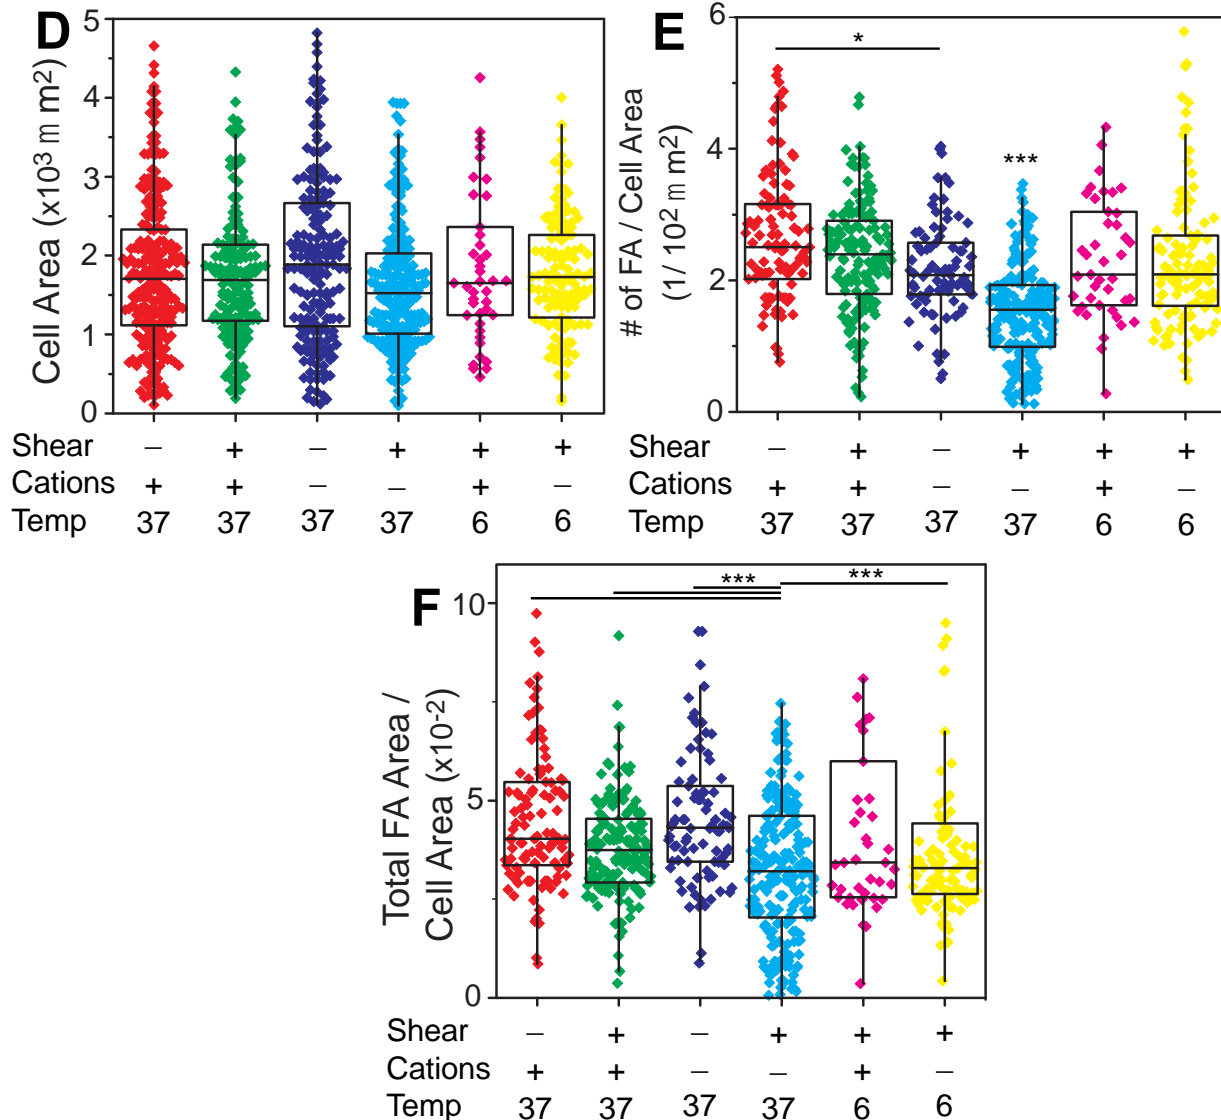 D
Cell Area (x10³ m m²)
5
4
3
2
1
0
Shear – + – + + +
Cations + + – – + –
Temp 37 37 37 37 6 6
E
# of FA / Cell Area
(1/ 10² m m²)
6
4
2
0
*
***
Shear – + – + + +
Cations + + – – + –
Temp 37 37 37 37 6 6
F
Total FA Area /
Cell Area (x10⁻²)
10
5
0
*** ***
Shear – + – + + +
Cations + + – – + –
Temp 37 37 37 37 6 6